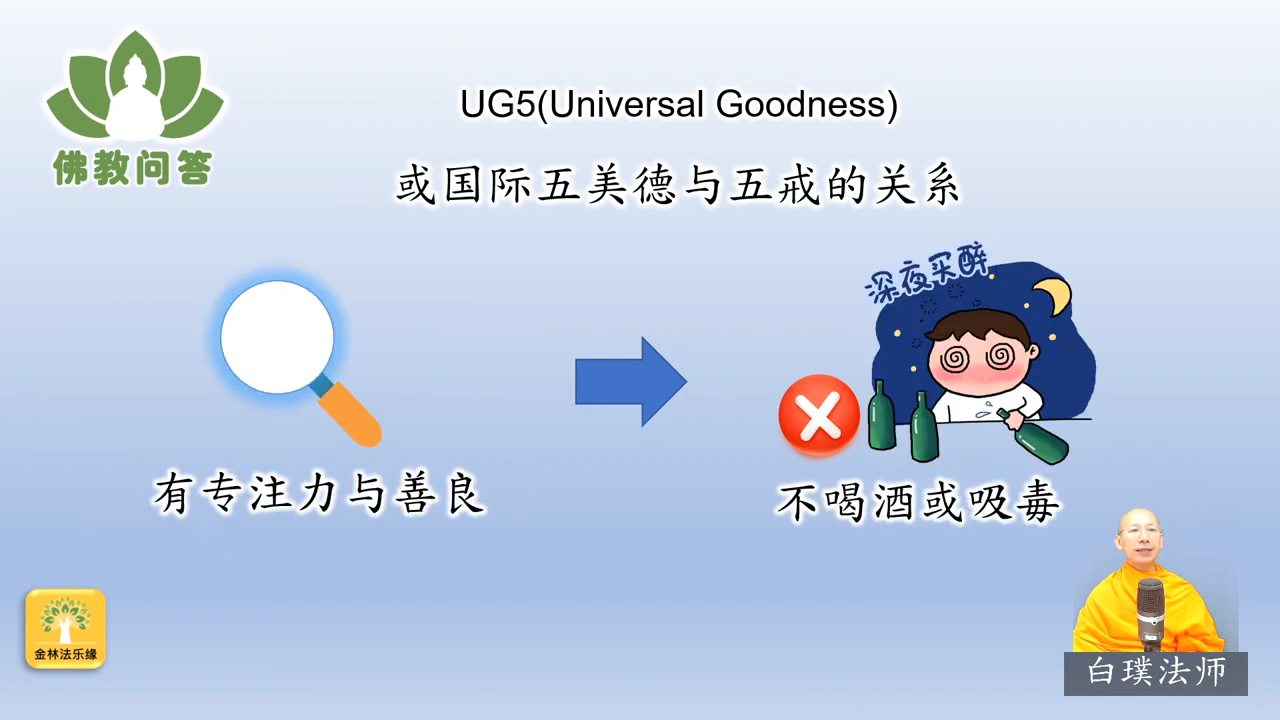 佛教问答
UG5(Universal Goodness)
或国际五美德与五戒的关系
深夜买醉
有专注力与善良
不喝酒或吸毒
金林法乐缘
白璞法师